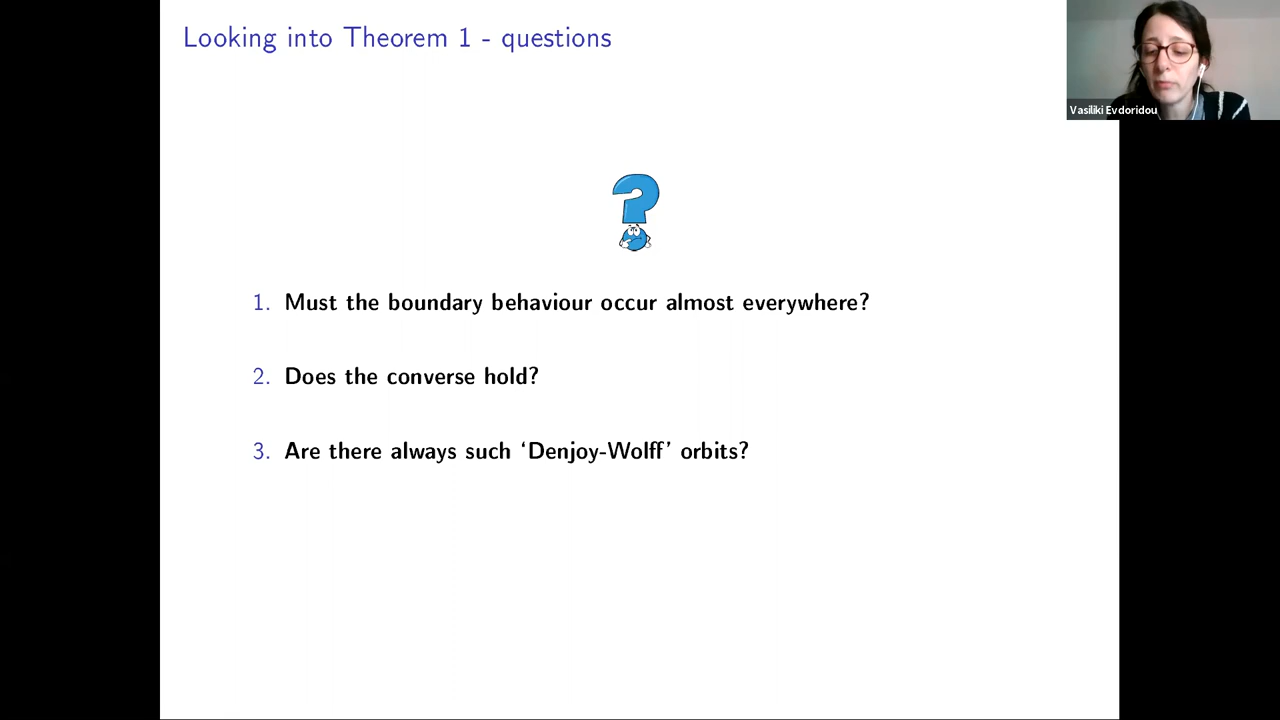 Looking into Theorem 1 - questions
Vasiliki Evdoridou
1. Must the boundary behaviour occur almost everywhere?
2. Does the converse hold?
3. Are there always such ‘Denjoy-Wolff’ orbits?